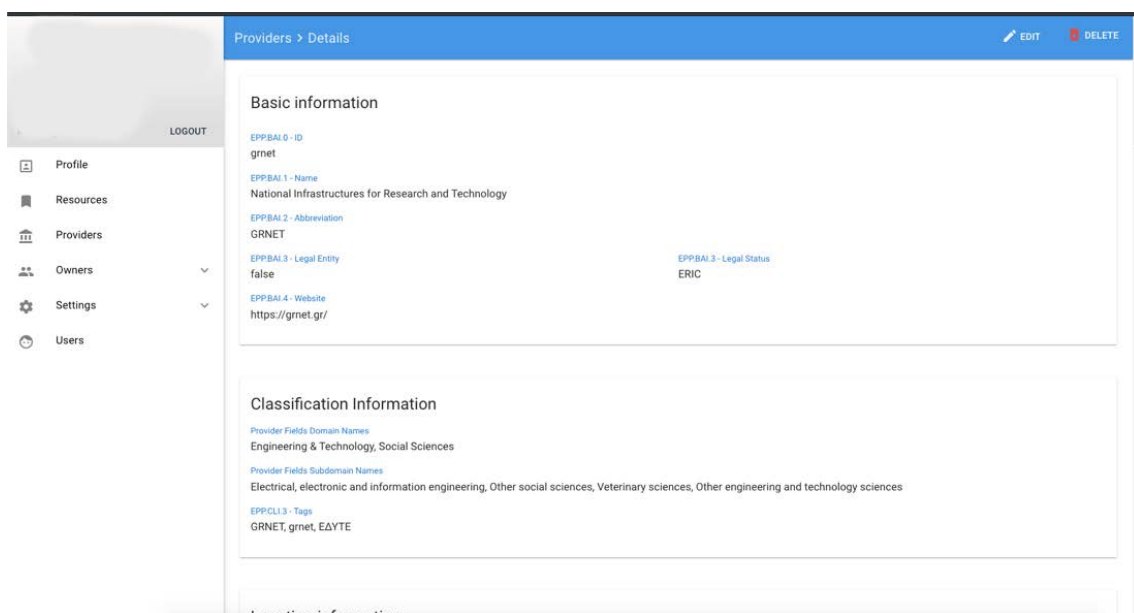 Providers > Details
EDIT
DELETE
LOGOUT
Profile
Resources
Providers
Owners
Settings
Users
Basic information
EPP.BAI.0 - ID
grnet
EPP.BAI.1 - Name
National Infrastructures for Research and Technology
EPP.BAI.2 - Abbreviation
GRNET
EPP.BAI.3 - Legal Entity
false
EPP.BAI.3 - Legal Status
ERIC
EPP.BAI.4 - Website
https://grnet.gr/
Classification Information
Provider Fields Domain Names
Engineering & Technology, Social Sciences
Provider Fields Subdomain Names
Electrical, electronic and information engineering, Other social sciences, Veterinary sciences, Other engineering and technology sciences
EPP.CLI.3 - Tags
GRNET, grnet, ΕΔΥΤΕ